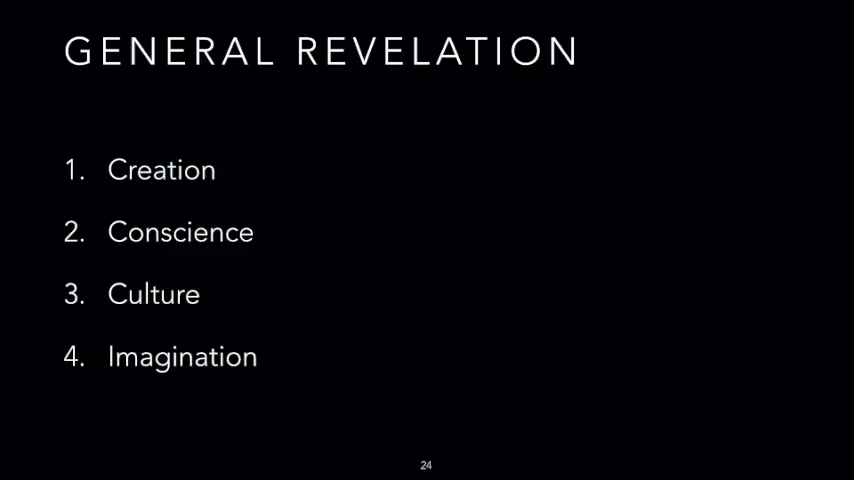 GENERAL REVELATION
1. Creation
2. Conscience
3. Culture
4. Imagination
24